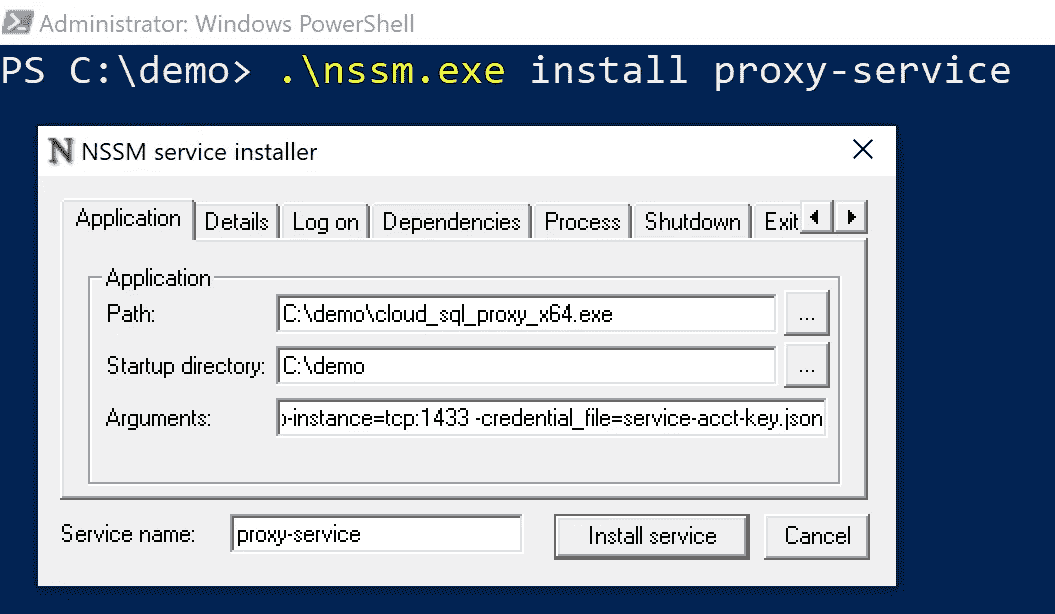 Administrator: Windows PowerShell
PS C:\demo> .\nssm.exe install proxy-service
NSSM service installer
Application Details Log on Dependencies Process Shutdown Exit
Application
Path: C:\demo\cloud_sql_proxy_x64.exe ...
Startup directory: C:\demo ...
Arguments: -instance=tcp:1433 -credential_file=service-acct-key.json
Service name: proxy-service Install service Cancel